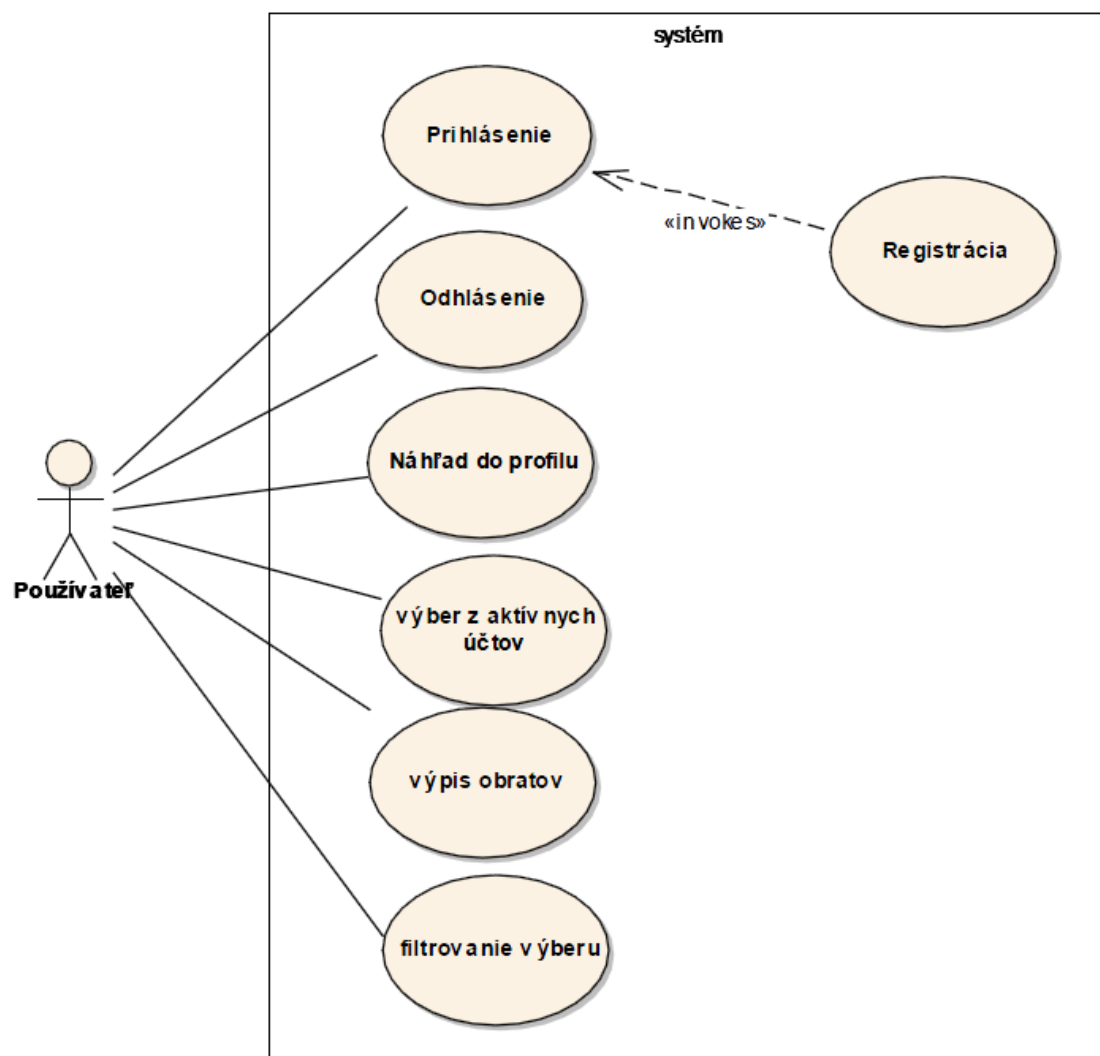 systém
Prihlásenie
«invokes»
Registrácia
Odhlásenie
Náhľad do profilu
Používateľ
výber z aktívnych
účtov
výpis obratov
filtrovanie výberu